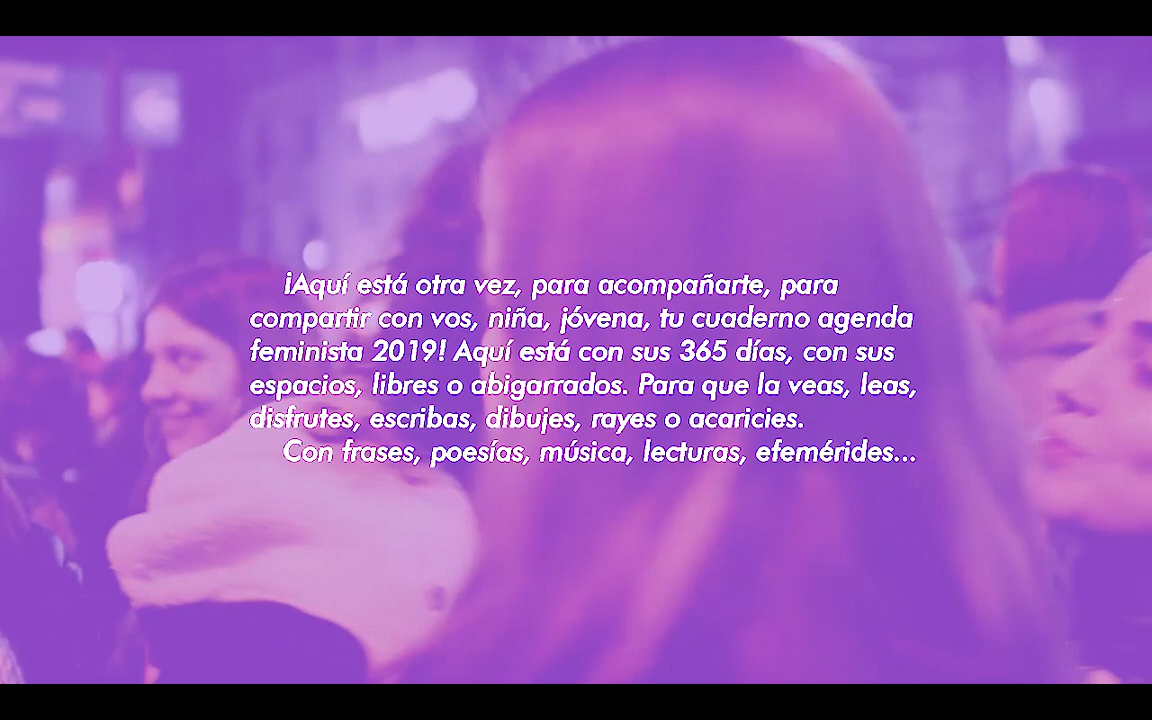 ¡Aquí está otra vez, para acompañarte, para
compartir con vos, niña, jóvena, tu cuaderno agenda
feminista 2019! Aquí está con sus 365 días, con sus
espacios, libres o abigarrados. Para que la veas, leas,
disfrutes, escribas, dibujes, rayes o acaricies.
Con frases, poesías, música, lecturas, efemérides...